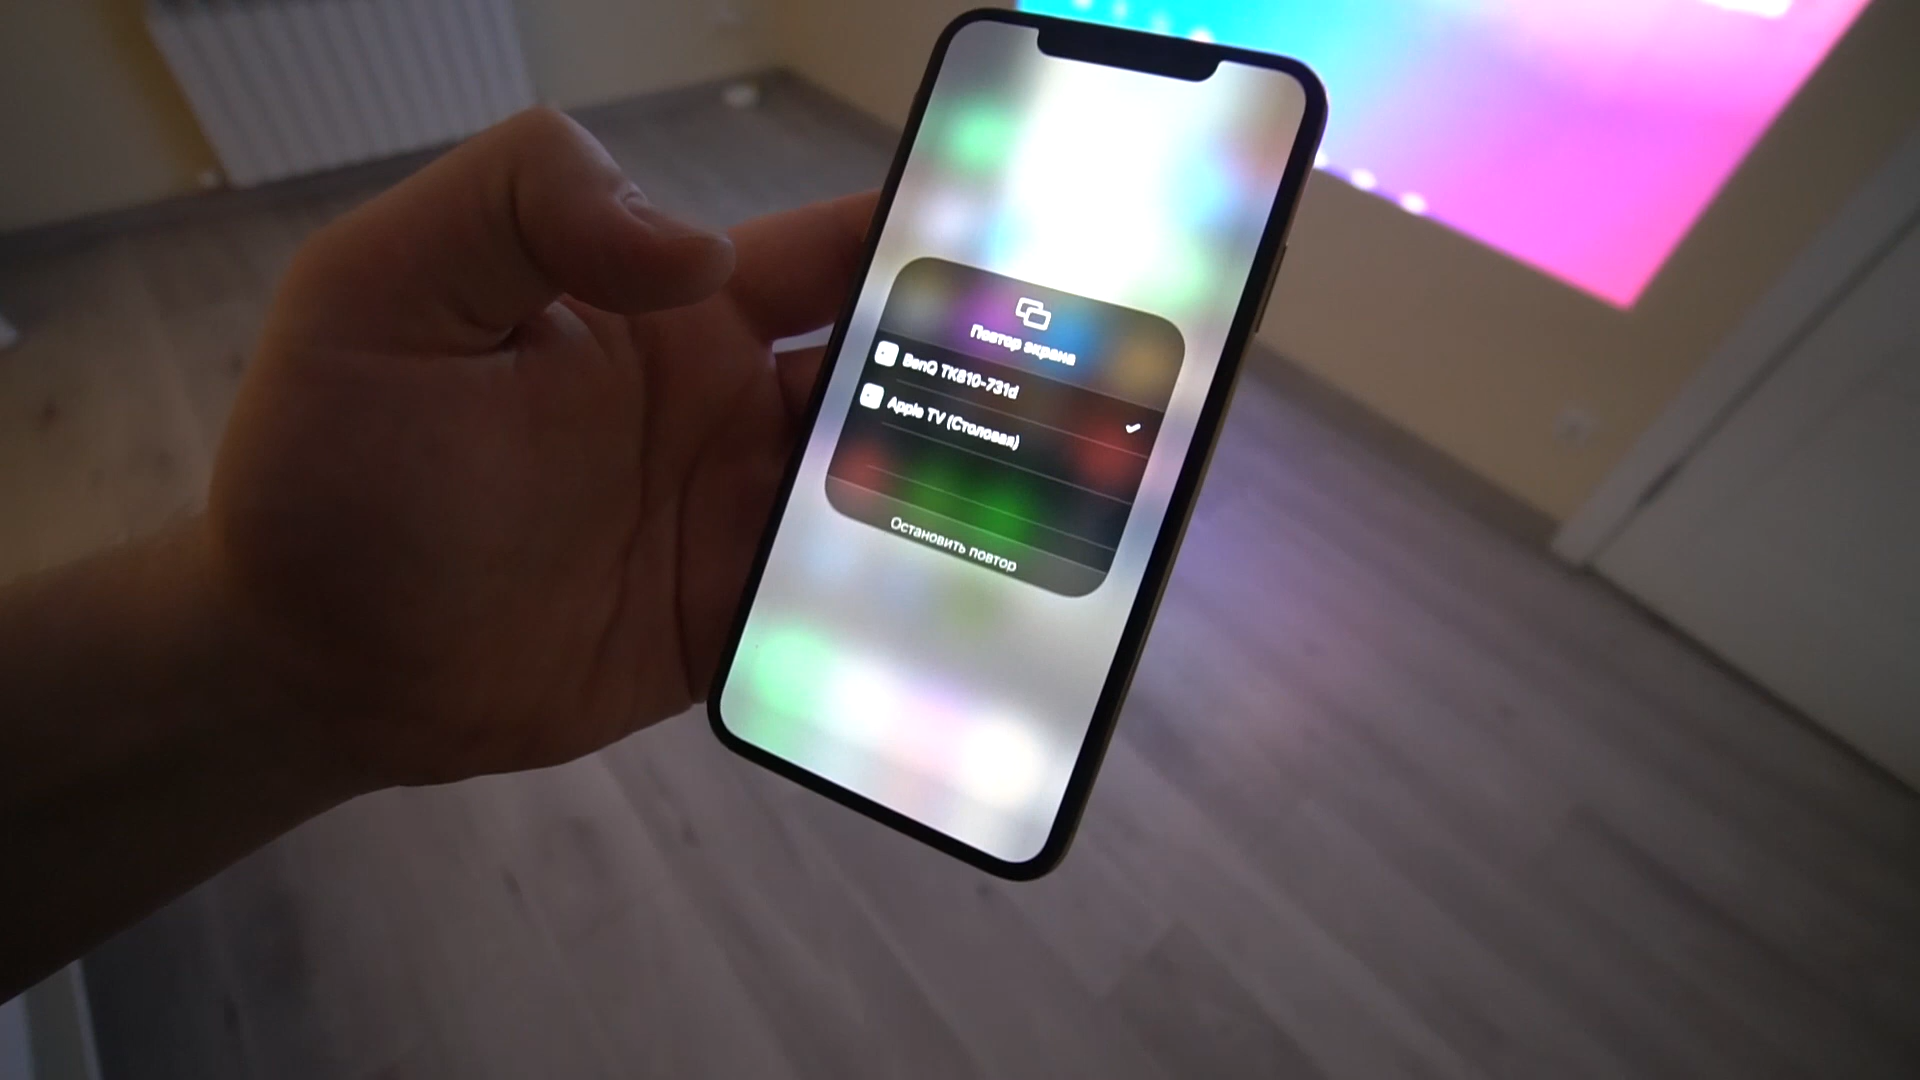 Повтор экрана
BenQ TK810-731d
Apple TV (Столовая)
Остановить повтор